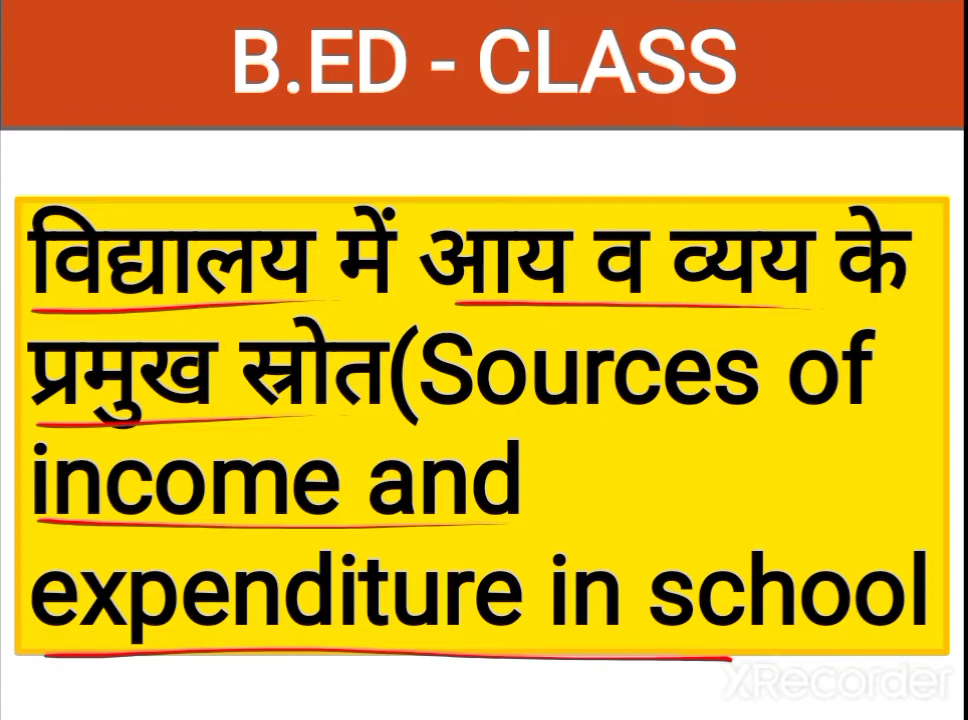 B.ED - CLASS
विद्यालय में आय व व्यय के
प्रमुख स्रोत(Sources of
income and
expenditure in school
XRecorder